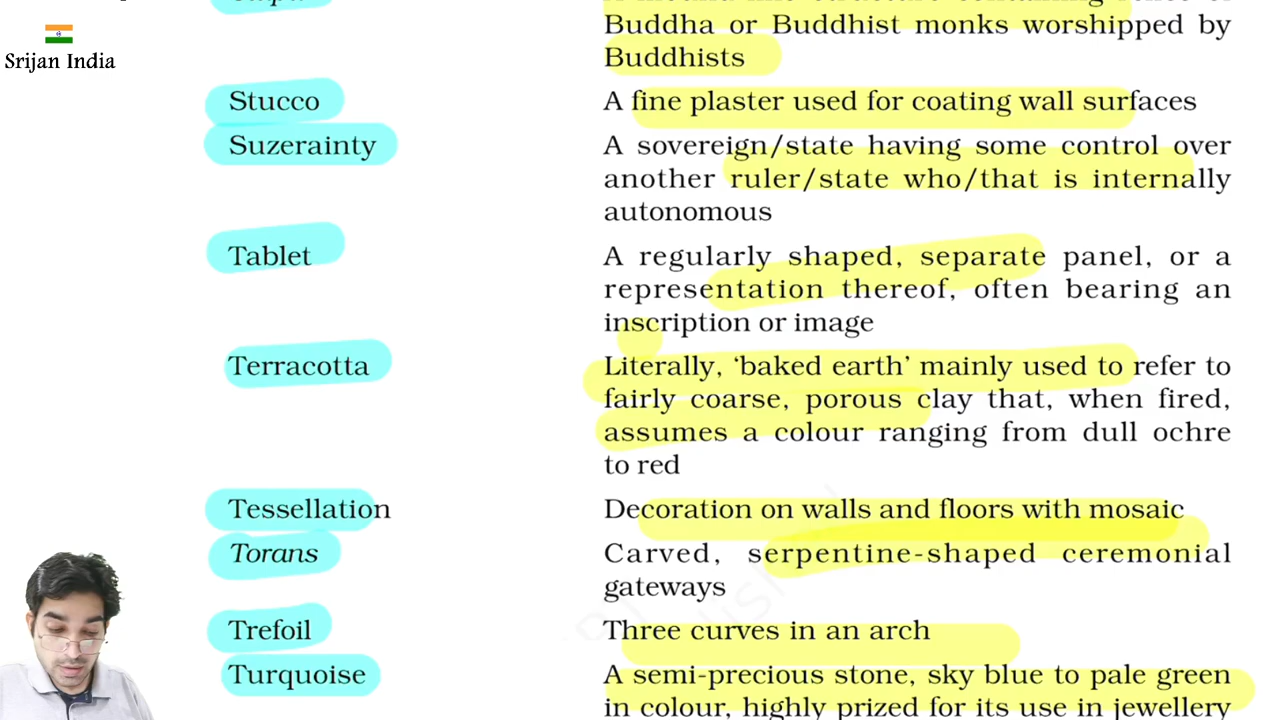 Srijan India
Buddha or Buddhist monks worshipped by
Buddhists
Stucco
A fine plaster used for coating wall surfaces
Suzerainty
A sovereign/state having some control over
another ruler/state who/that is internally
autonomous
Tablet
A regularly shaped, separate panel, or a
representation thereof, often bearing an
inscription or image
Terracotta
Literally, ‘baked earth’ mainly used to refer to
fairly coarse, porous clay that, when fired,
assumes a colour ranging from dull ochre
to red
Tessellation
Decoration on walls and floors with mosaic
Torans
Carved, serpentine-shaped ceremonial
gateways
Trefoil
Three curves in an arch
Turquoise
A semi-precious stone, sky blue to pale green
in colour, highly prized for its use in jewellery